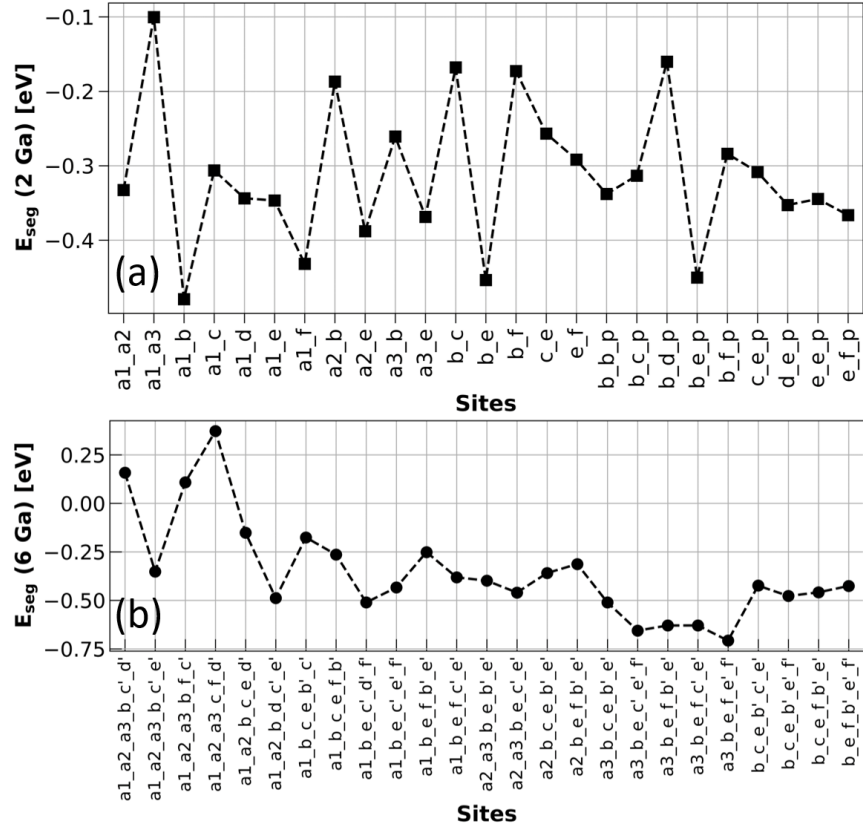 −0.1
−0.2
−0.3
−0.4
E_seg (2 Ga) [eV]
(a)
a1_a2
a1_a3
a1_b
a1_c
a1_d
a1_e
a1_f
a2_b
a2_e
a3_b
a3_e
b_c
b_e
b_f
c_e
e_f
b_b_p
b_c_p
b_d_p
b_e_p
b_f_p
c_e_p
d_e_p
e_e_p
e_f_p
Sites
0.25
0.00
−0.25
−0.50
−0.75
E_seg (6 Ga) [eV]
(b)
a1_a2_a3_b_c'_d'
a1_a2_a3_b_c'_e'
a1_a2_a3_b_f_c'
a1_a2_a3_c_f_d'
a1_a2_b_c_e_d'
a1_a2_b_d_c'_e'
a1_b_c_e_b'_c'
a1_b_c_e_f_b'
a1_b_e_c'_d'_f'
a1_b_e_c'_e'_f'
a1_b_e_f_b'_e'
a1_b_e_f_c'_e'
a2_a3_b_e_b'_e'
a2_a3_b_e_c'_e'
a2_b_c_e_b'_e'
a2_b_e_f_b'_e'
a3_b_c_e_b'_e'
a3_b_e_c'_e'_f'
a3_b_e_f_b'_e'
a3_b_e_f_c'_e'
a3_b_e_f_e'_f'
b_c_e_b'_c'_e'
b_c_e_b'_e'_f'
b_c_e_f_b'_e'
b_e_f_b'_e'_f'
Sites